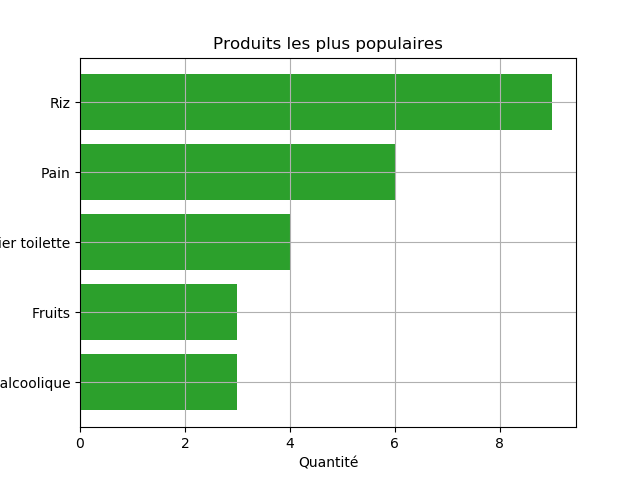 Produits les plus populaires
Riz
Pain
ier toilette
Fruits
alcoolique
0 2 4 6 8
Quantité